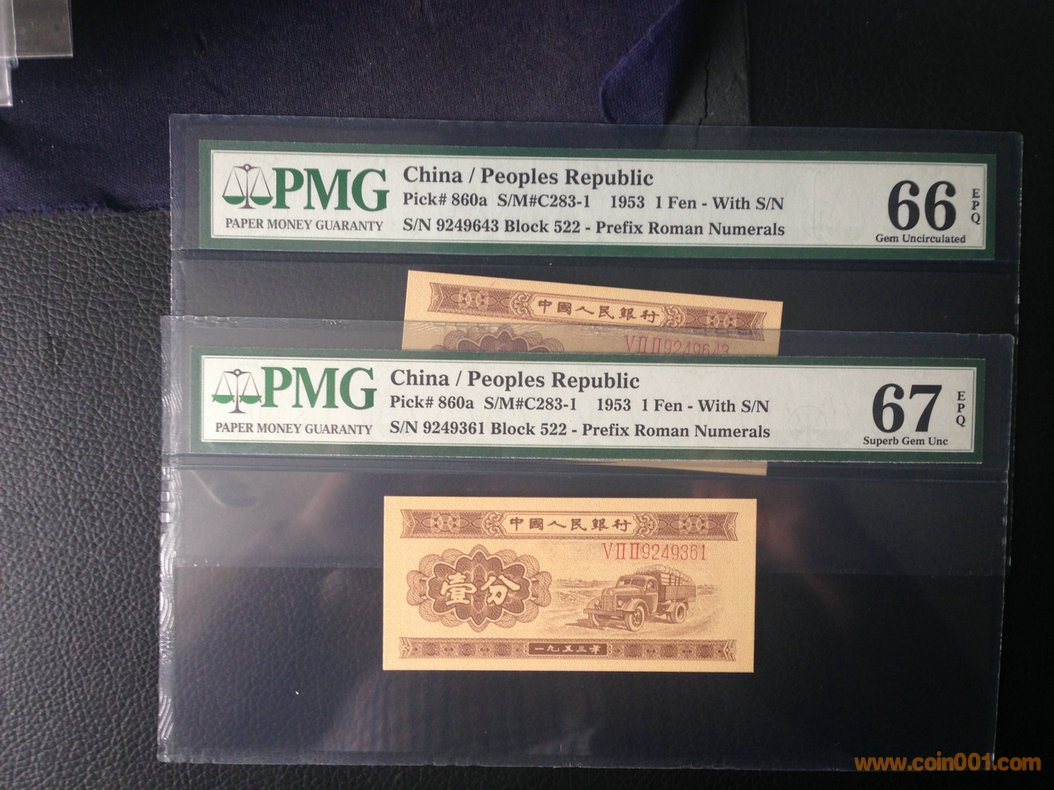 PMG
PAPER MONEY GUARANTY
China / Peoples Republic
Pick# 860a S/M#C283-1 1953 1 Fen - With S/N
S/N 9249643 Block 522 - Prefix Roman Numerals
66
EPQ
Gem Uncirculated
中國人民銀行
VⅡⅡ9249643
PMG
PAPER MONEY GUARANTY
China / Peoples Republic
Pick# 860a S/M#C283-1 1953 1 Fen - With S/N
S/N 9249361 Block 522 - Prefix Roman Numerals
67
EPQ
Superb Gem Unc
中國人民銀行
VⅡⅡ9249361
壹分
一九五三年
www.coin001.com